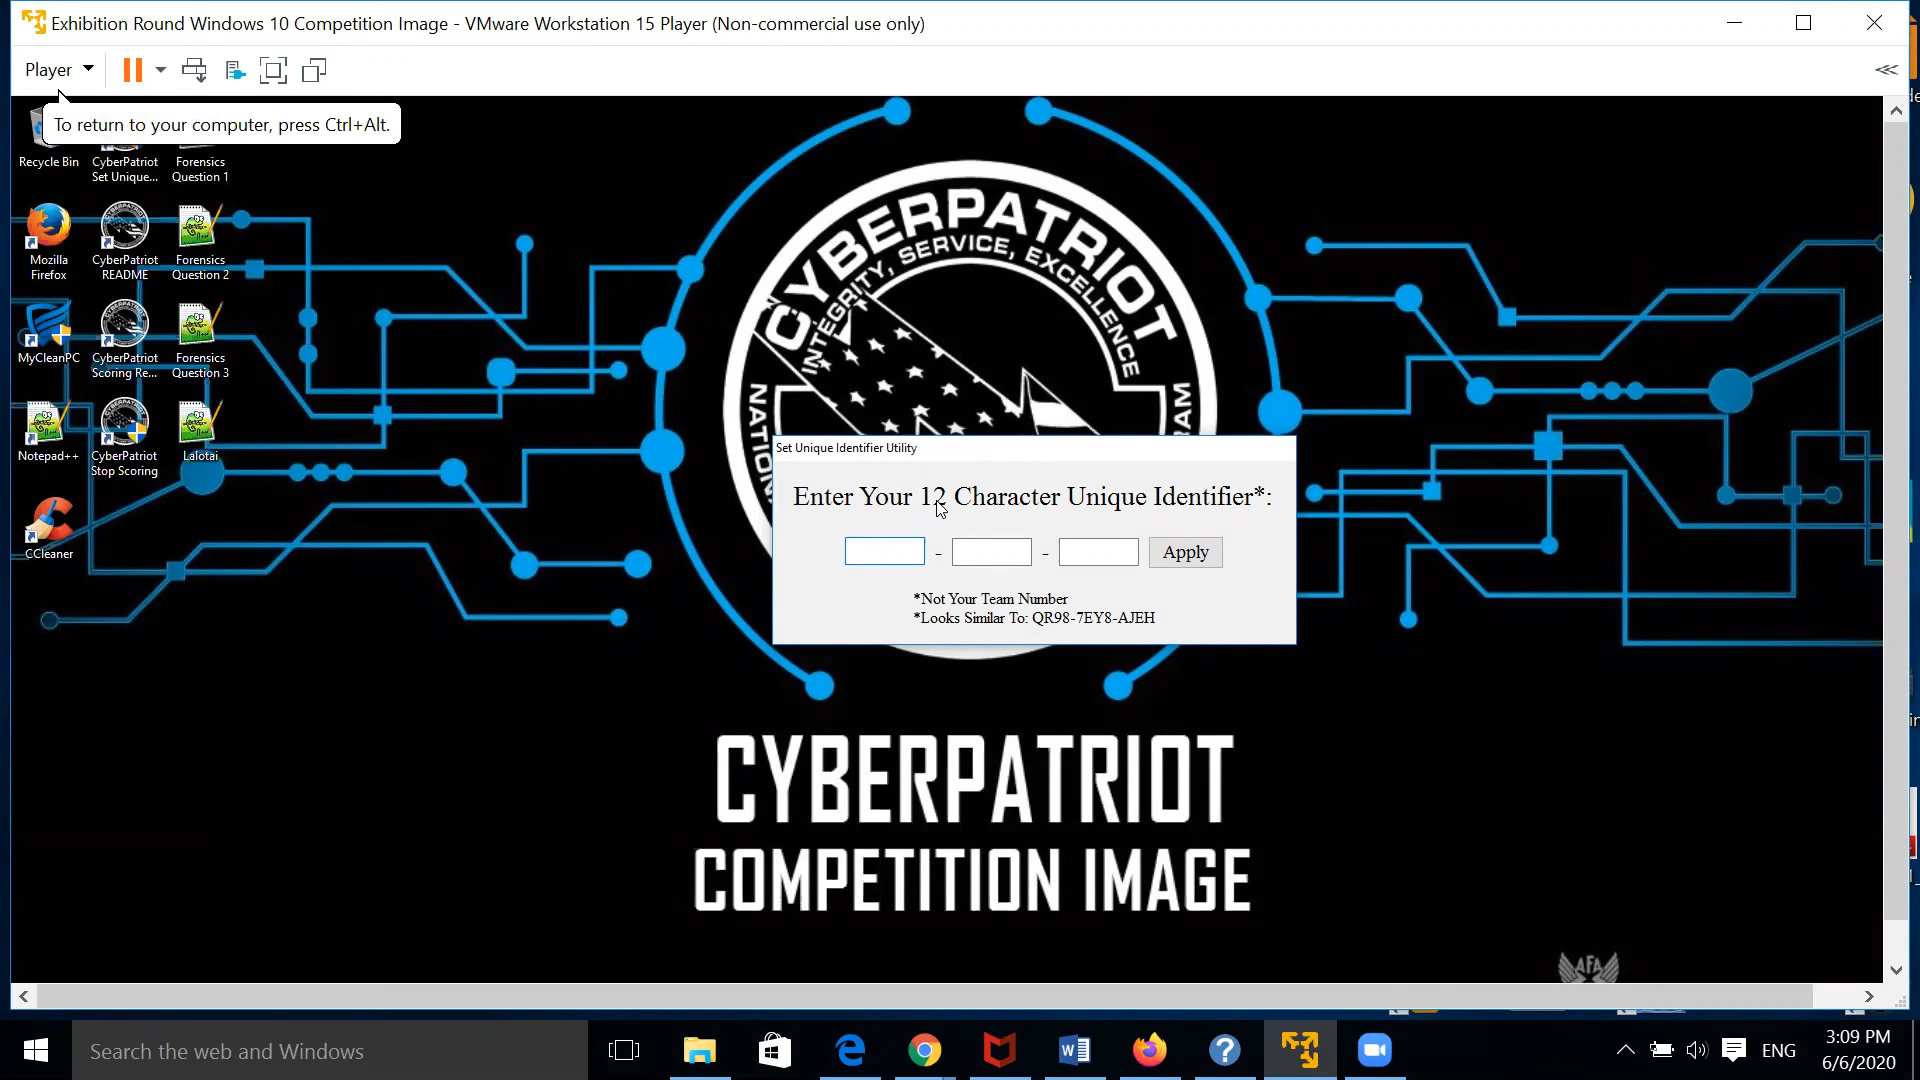 Exhibition Round Windows 10 Competition Image - VMware Workstation 15 Player (Non-commercial use only)
Player
To return to your computer, press Ctrl+Alt.
Recycle Bin
CyberPatriot
Set Unique...
Forensics
Question 1
Mozilla
Firefox
CyberPatriot
README
Forensics
Question 2
MyCleanPC
CyberPatriot
Scoring Re...
Forensics
Question 3
Notepad++
CyberPatriot
Stop Scoring
Lalotai
CCleaner
CYBERPATRIOT
INTEGRITY, SERVICE, EXCELLENCE
Set Unique Identifier Utility
Enter Your 12 Character Unique Identifier*:
- - Apply
*Not Your Team Number
*Looks Similar To: QR98-7EY8-AJEH
CYBERPATRIOT
COMPETITION IMAGE
AFA
Search the web and Windows
ENG
3:09 PM
6/6/2020